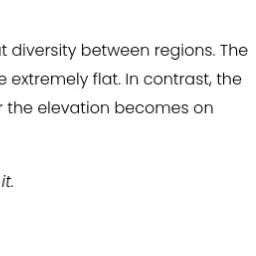 diversity between regions. The
extremely flat. In contrast, the
the elevation becomes on
it.